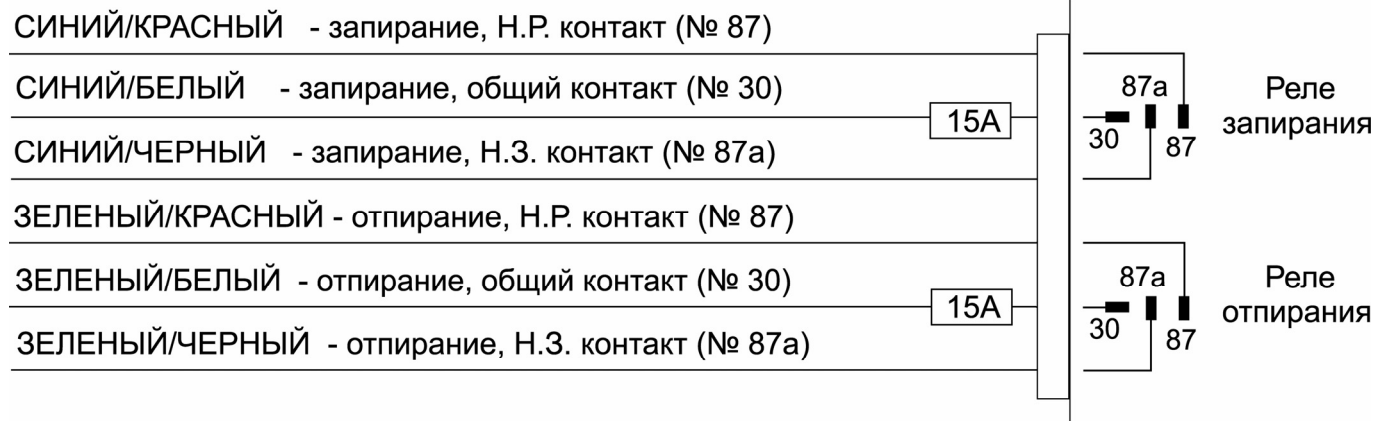 СИНИЙ/КРАСНЫЙ - запирание, Н.Р. контакт (№ 87)
СИНИЙ/БЕЛЫЙ - запирание, общий контакт (№ 30)
15А
СИНИЙ/ЧЕРНЫЙ - запирание, Н.З. контакт (№ 87а)
87а
30
87
Реле
запирания
ЗЕЛЕНЫЙ/КРАСНЫЙ - отпирание, Н.Р. контакт (№ 87)
ЗЕЛЕНЫЙ/БЕЛЫЙ - отпирание, общий контакт (№ 30)
15А
ЗЕЛЕНЫЙ/ЧЕРНЫЙ - отпирание, Н.З. контакт (№ 87а)
87а
30
87
Реле
отпирания